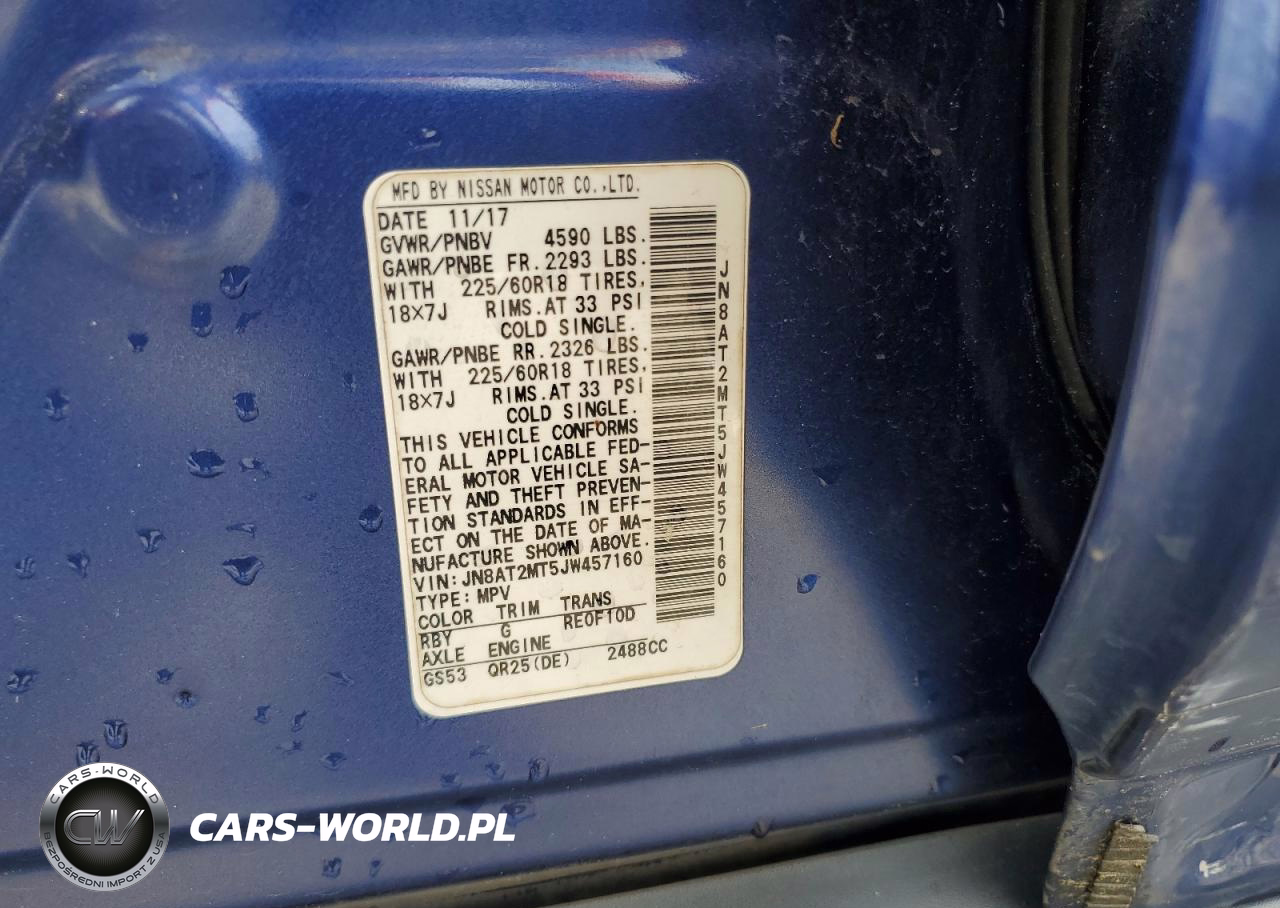 MFD BY NISSAN MOTOR CO.,LTD.
DATE 11/17
GVWR/PNBV 4590 LBS.
GAWR/PNBE FR. 2293 LBS.
WITH 225/60R18 TIRES,
18×7J RIMS.AT 33 PSI
COLD SINGLE.
GAWR/PNBE RR. 2326 LBS.
WITH 225/60R18 TIRES,
18×7J RIMS.AT 33 PSI
COLD SINGLE.
THIS VEHICLE CONFORMS
TO ALL APPLICABLE FED-
ERAL MOTOR VEHICLE SA-
FETY AND THEFT PREVEN-
TION STANDARDS IN EFF-
ECT ON THE DATE OF MA-
NUFACTURE SHOWN ABOVE.
VIN:JN8AT2MT5JW457160
TYPE:MPV
COLOR TRIM TRANS
RBY G RE0F10D
AXLE ENGINE
GS53 QR25(DE) 2488CC
JN8AT2MT5JW457160
CARS-WORLD
CW
BEZPOŚREDNI IMPORT Z USA
CARS-WORLD.PL